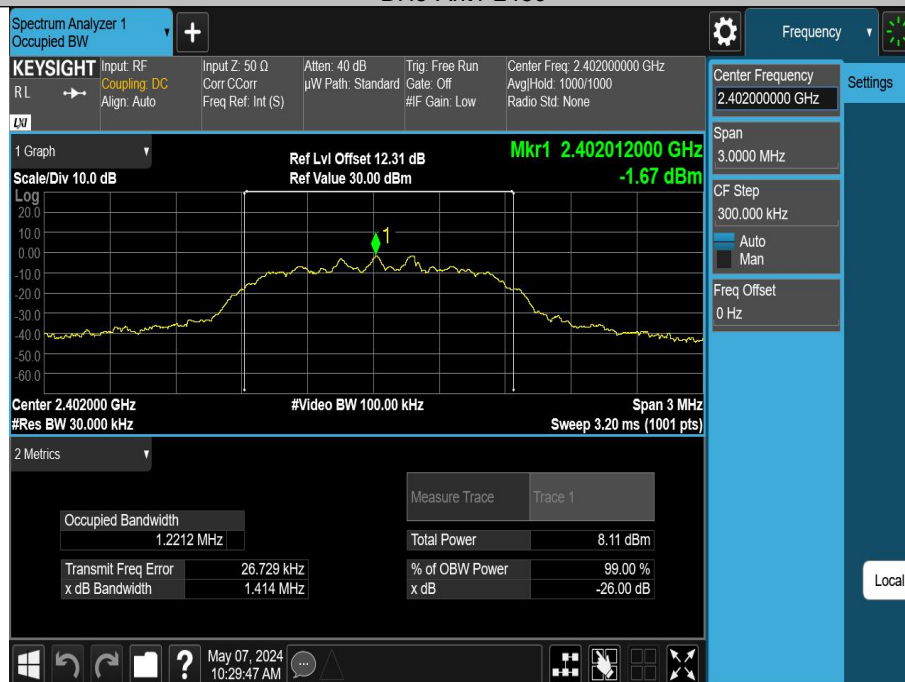 Spectrum Analyzer 1
Occupied BW
Frequency
KEYSIGHT
R L
LXI
Input: RF
Coupling: DC
Align: Auto
Input Z: 50 Ω
Corr CCorr
Freq Ref: Int (S)
Atten: 40 dB
µW Path: Standard
Trig: Free Run
Gate: Off
#IF Gain: Low
Center Freq: 2.402000000 GHz
Avg|Hold: 1000/1000
Radio Std: None
Center Frequency
2.402000000 GHz
Settings
Span
3.0000 MHz
CF Step
300.000 kHz
Auto
Man
Freq Offset
0 Hz
Local
1 Graph
Scale/Div 10.0 dB
Ref Lvl Offset 12.31 dB
Ref Value 30.00 dBm
Mkr1 2.402012000 GHz
-1.67 dBm
Log
20.0
10.0
0.00
-10.0
-20.0
-30.0
-40.0
-50.0
-60.0
1
Center 2.402000 GHz
#Video BW 100.00 kHz
Span 3 MHz
#Res BW 30.000 kHz
Sweep 3.20 ms (1001 pts)
2 Metrics
Measure Trace
Trace 1
Occupied Bandwidth
1.2212 MHz
Total Power
8.11 dBm
Transmit Freq Error
26.729 kHz
% of OBW Power
99.00 %
x dB Bandwidth
1.414 MHz
x dB
-26.00 dB
May 07, 2024
10:29:47 AM